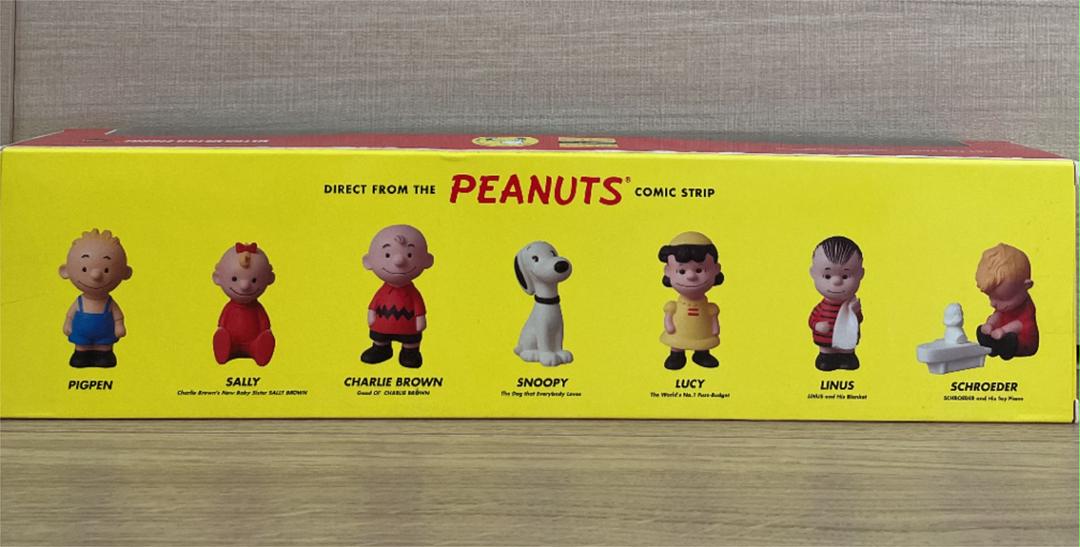 DIRECT FROM THE PEANUTS® COMIC STRIP
PIGPEN
SALLY
Charlie Brown's New Baby Sister SALLY BROWN
CHARLIE BROWN
Good Ol' CHARLIE BROWN
SNOOPY
The Dog that Everybody Loves
LUCY
The World's No.1 Fuss-Budget
LINUS
LINUS and His Blanket
SCHROEDER
SCHROEDER and His Toy Piano